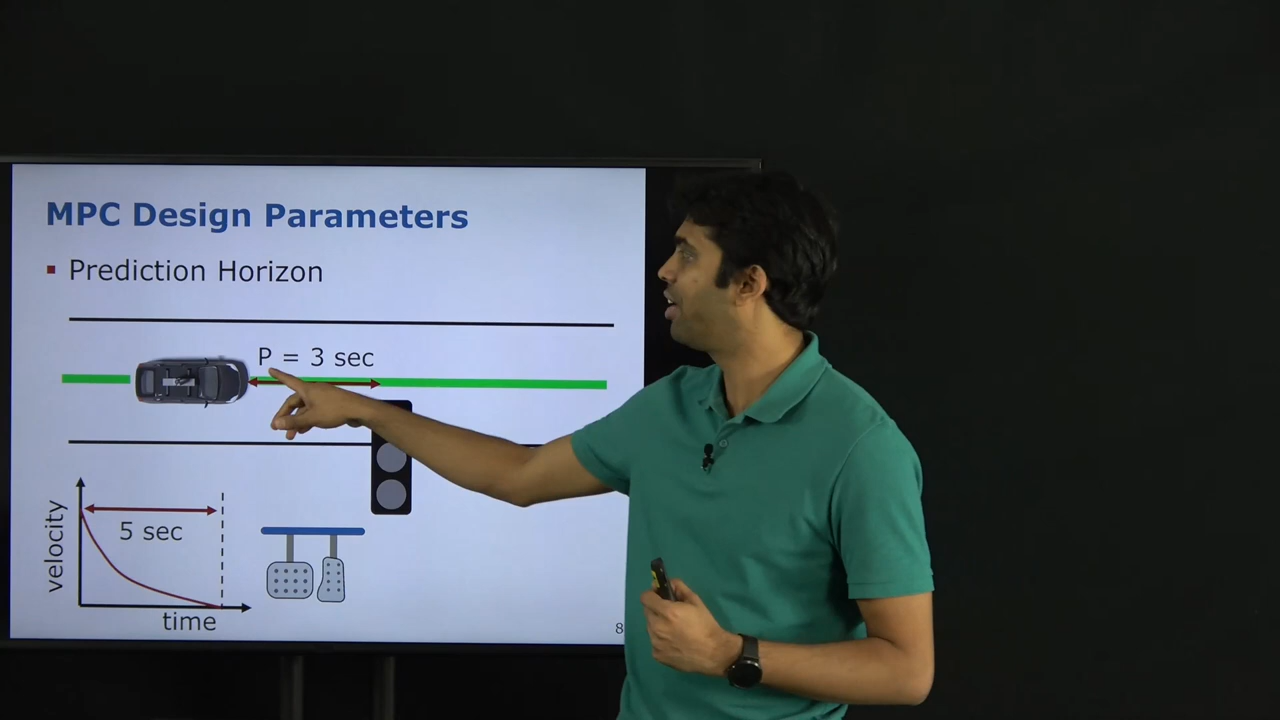 MPC Design Parameters
Prediction Horizon
P = 3 sec
5 sec
velocity
time
8